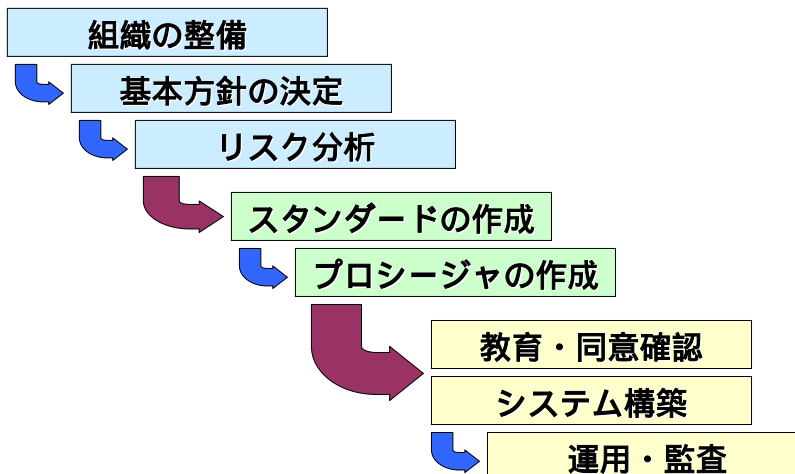 組織の整備
基本方針の決定
リスク分析
スタンダードの作成
プロシージャの作成
教育・同意確認
システム構築
運用・監査